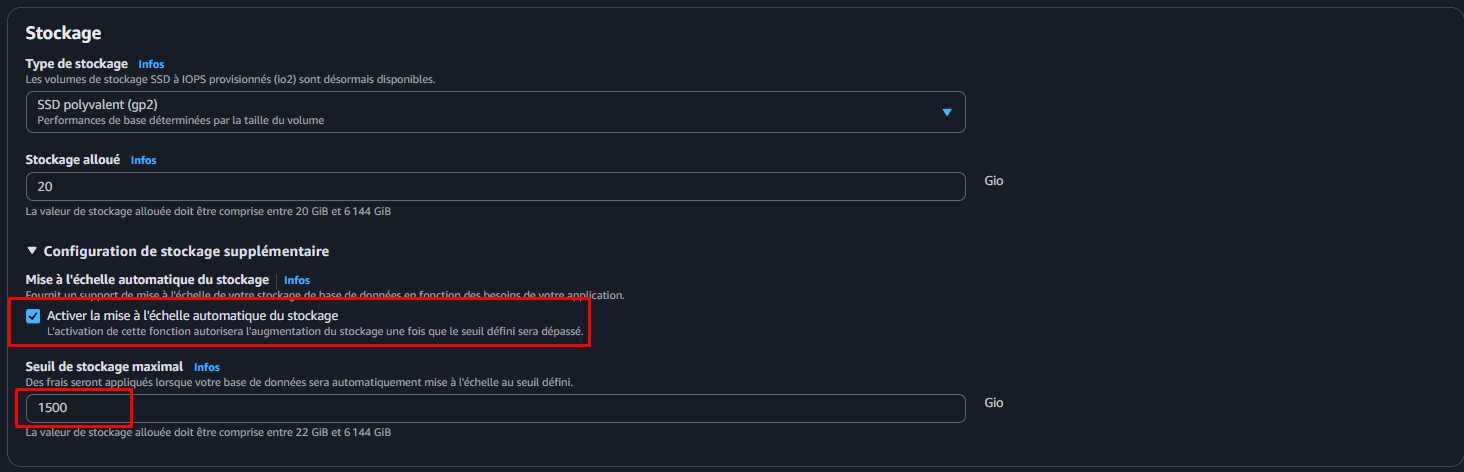 Stockage
Type de stockage Infos
Les volumes de stockage SSD à IOPS provisionnés (io2) sont désormais disponibles.
SSD polyvalent (gp2)
Performances de base déterminées par la taille du volume
Stockage alloué Infos
20 Gio
La valeur de stockage allouée doit être comprise entre 20 GiB et 6 144 GiB
Configuration de stockage supplémentaire
Mise à l'échelle automatique du stockage Infos
Fournit un support de mise à l'échelle de votre stockage de base de données en fonction des besoins de votre application.
Activer la mise à l'échelle automatique du stockage
L'activation de cette fonction autorisera l'augmentation du stockage une fois que le seuil défini sera dépassé.
Seuil de stockage maximal Infos
Des frais seront appliqués lorsque votre base de données sera automatiquement mise à l'échelle au seuil défini.
1500 Gio
La valeur de stockage allouée doit être comprise entre 22 GiB et 6 144 GiB